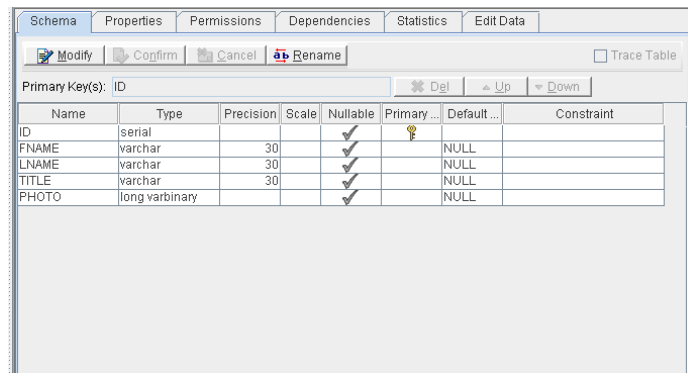 Schema Properties Permissions Dependencies Statistics Edit Data
Modify Confirm Cancel ab Rename Trace Table
Primary Key(s): ID Del Up Down
Name Type Precision Scale Nullable Primary ... Default ... Constraint
ID serial
FNAME varchar 30 NULL
LNAME varchar 30 NULL
TITLE varchar 30 NULL
PHOTO long varbinary NULL